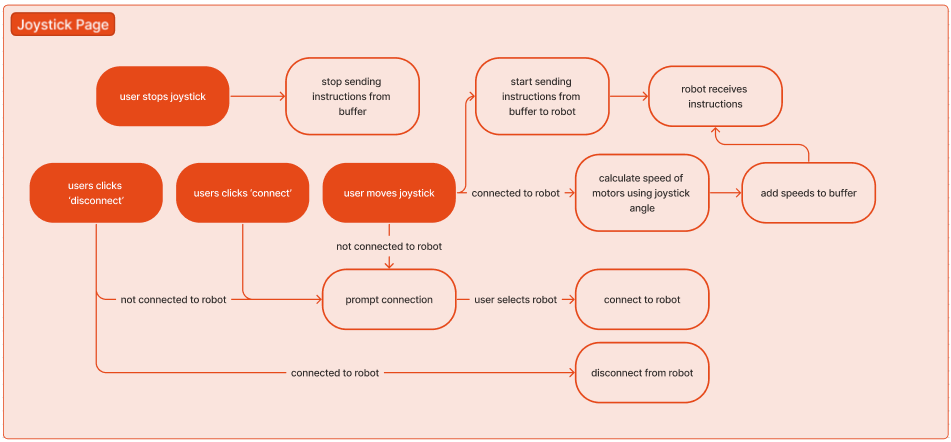 Joystick Page
user stops joystick
stop sending
instructions from
buffer
start sending
instructions from
buffer to robot
robot receives
instructions
users clicks
‘disconnect’
users clicks ‘connect’
user moves joystick
connected to robot
calculate speed of
motors using joystick
angle
add speeds to buffer
not connected to robot
not connected to robot
prompt connection
user selects robot
connect to robot
connected to robot
disconnect from robot